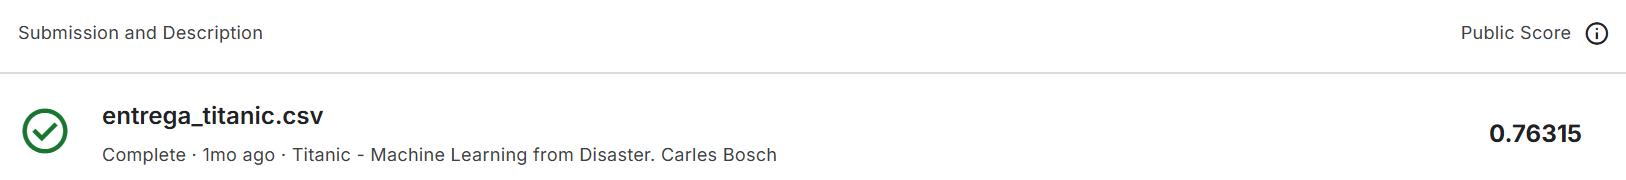 Submission and Description
Public Score
entrega_titanic.csv
0.76315
Complete · 1mo ago · Titanic - Machine Learning from Disaster. Carles Bosch